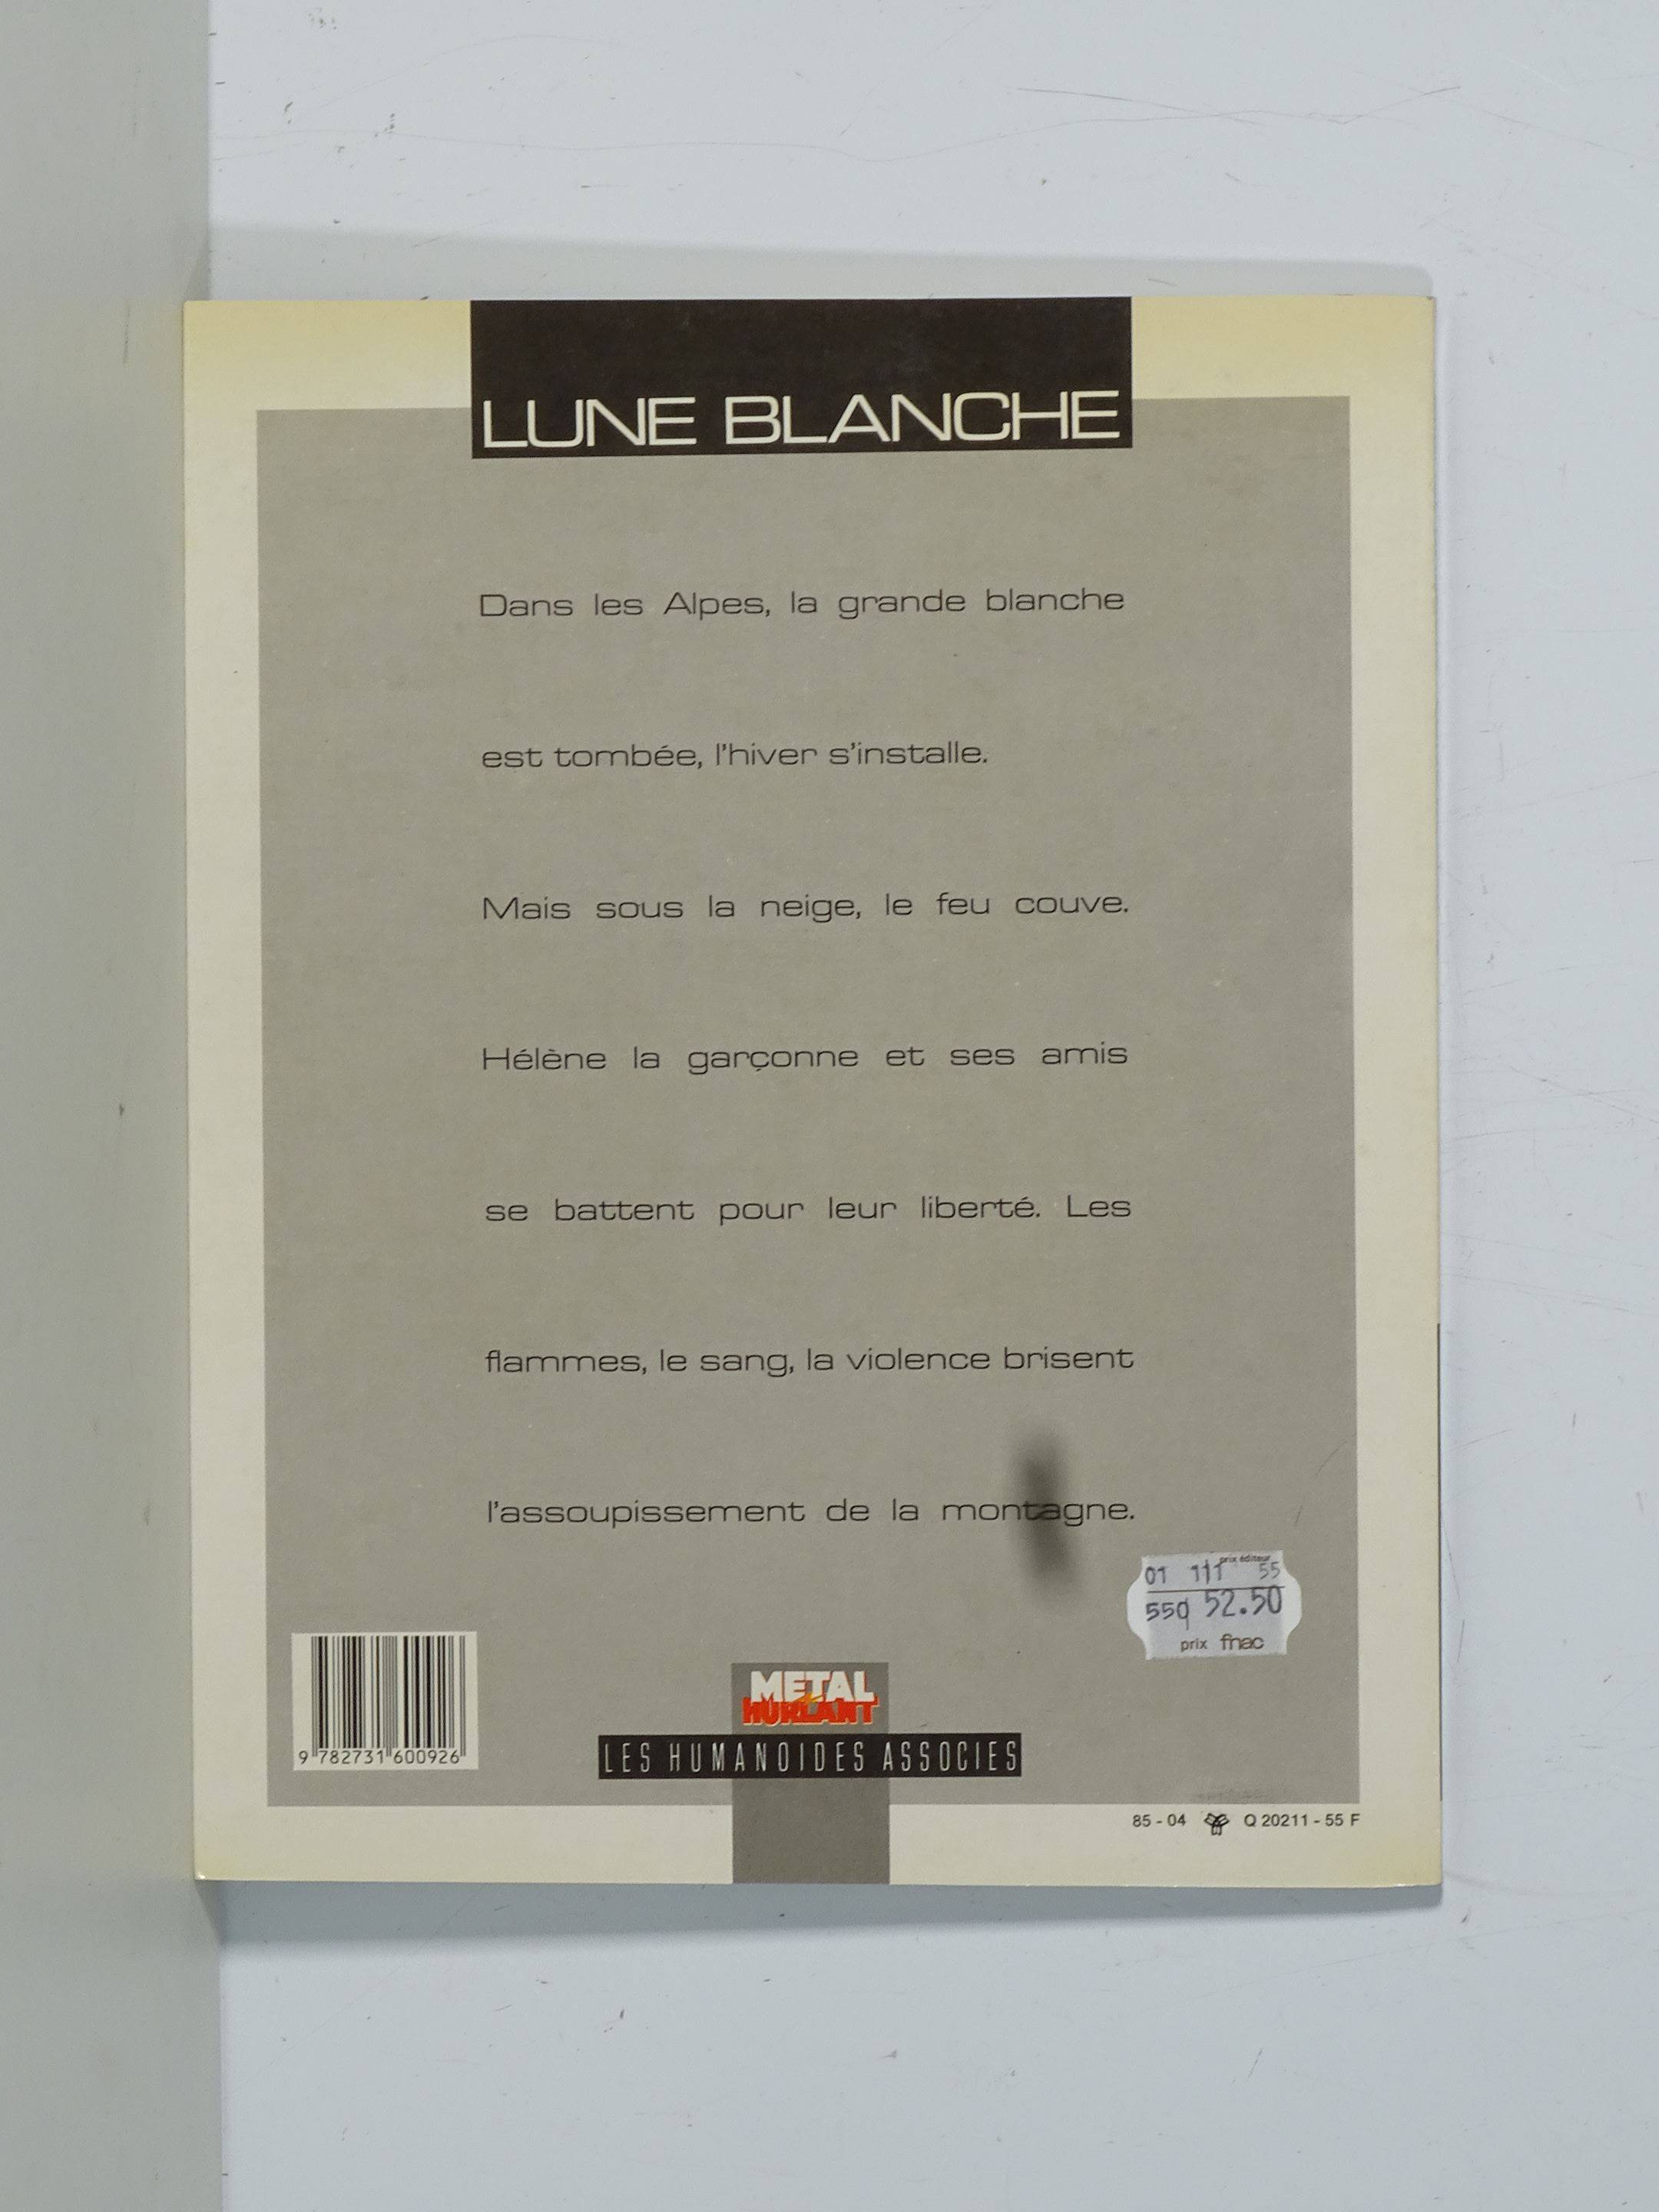 LUNE BLANCHE
Dans les Alpes, la grande blanche
est tombée, l'hiver s'installe.
Mais sous la neige, le feu couve.
Hélène la garçonne et ses amis
se battent pour leur liberté. Les
flammes, le sang, la violence brisent
l'assoupissement de la montagne.
prix éditeur
01 111 55
550 52.50
prix fnac
9 782731 600926
METAL
HURLANT
LES HUMANOIDES ASSOCIES
85 - 04 Q 20211 - 55 F